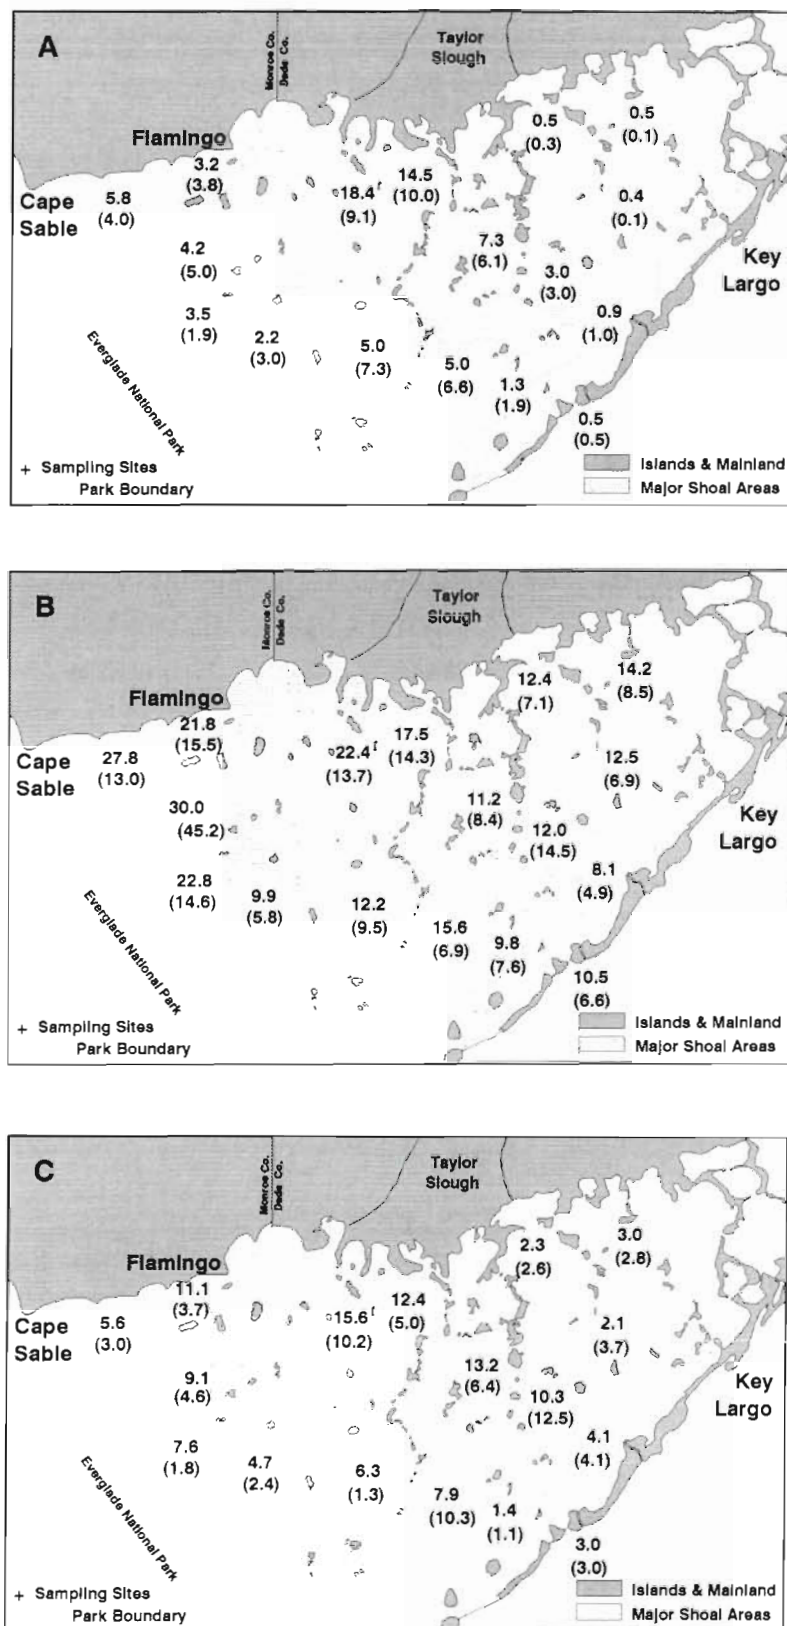 A
Monroe Co.
Dade Co.
Taylor
Slough
0.5
(0.3)
0.5
(0.1)
Flamingo
3.2
(3.8)
14.5
(10.0)
18.4
(9.1)
Cape
Sable
5.8
(4.0)
0.4
(0.1)
4.2
(5.0)
7.3
(6.1)
3.0
(3.0)
Key
Largo
3.5
(1.9)
2.2
(3.0)
5.0
(7.3)
5.0
(6.6)
1.3
(1.9)
0.9
(1.0)
0.5
(0.5)
Everglade National Park
+ Sampling Sites
Park Boundary
Islands & Mainland
Major Shoal Areas
B
Monroe Co.
Dade Co.
Taylor
Slough
12.4
(7.1)
14.2
(8.5)
Flamingo
21.8
(15.5)
17.5
(14.3)
22.4
(13.7)
Cape
Sable
27.8
(13.0)
12.5
(6.9)
30.0
(45.2)
11.2
(8.4)
12.0
(14.5)
Key
Largo
22.8
(14.6)
9.9
(5.8)
12.2
(9.5)
15.6
(6.9)
9.8
(7.6)
8.1
(4.9)
10.5
(6.6)
Everglade National Park
+ Sampling Sites
Park Boundary
Islands & Mainland
Major Shoal Areas
C
Monroe Co.
Dade Co.
Taylor
Slough
2.3
(2.6)
3.0
(2.8)
Flamingo
11.1
(3.7)
12.4
(5.0)
15.6
(10.2)
Cape
Sable
5.6
(3.0)
2.1
(3.7)
9.1
(4.6)
13.2
(6.4)
10.3
(12.5)
Key
Largo
7.6
(1.8)
4.7
(2.4)
6.3
(1.3)
7.9
(10.3)
1.4
(1.1)
4.1
(4.1)
3.0
(3.0)
Everglade National Park
+ Sampling Sites
Park Boundary
Islands & Mainland
Major Shoal Areas